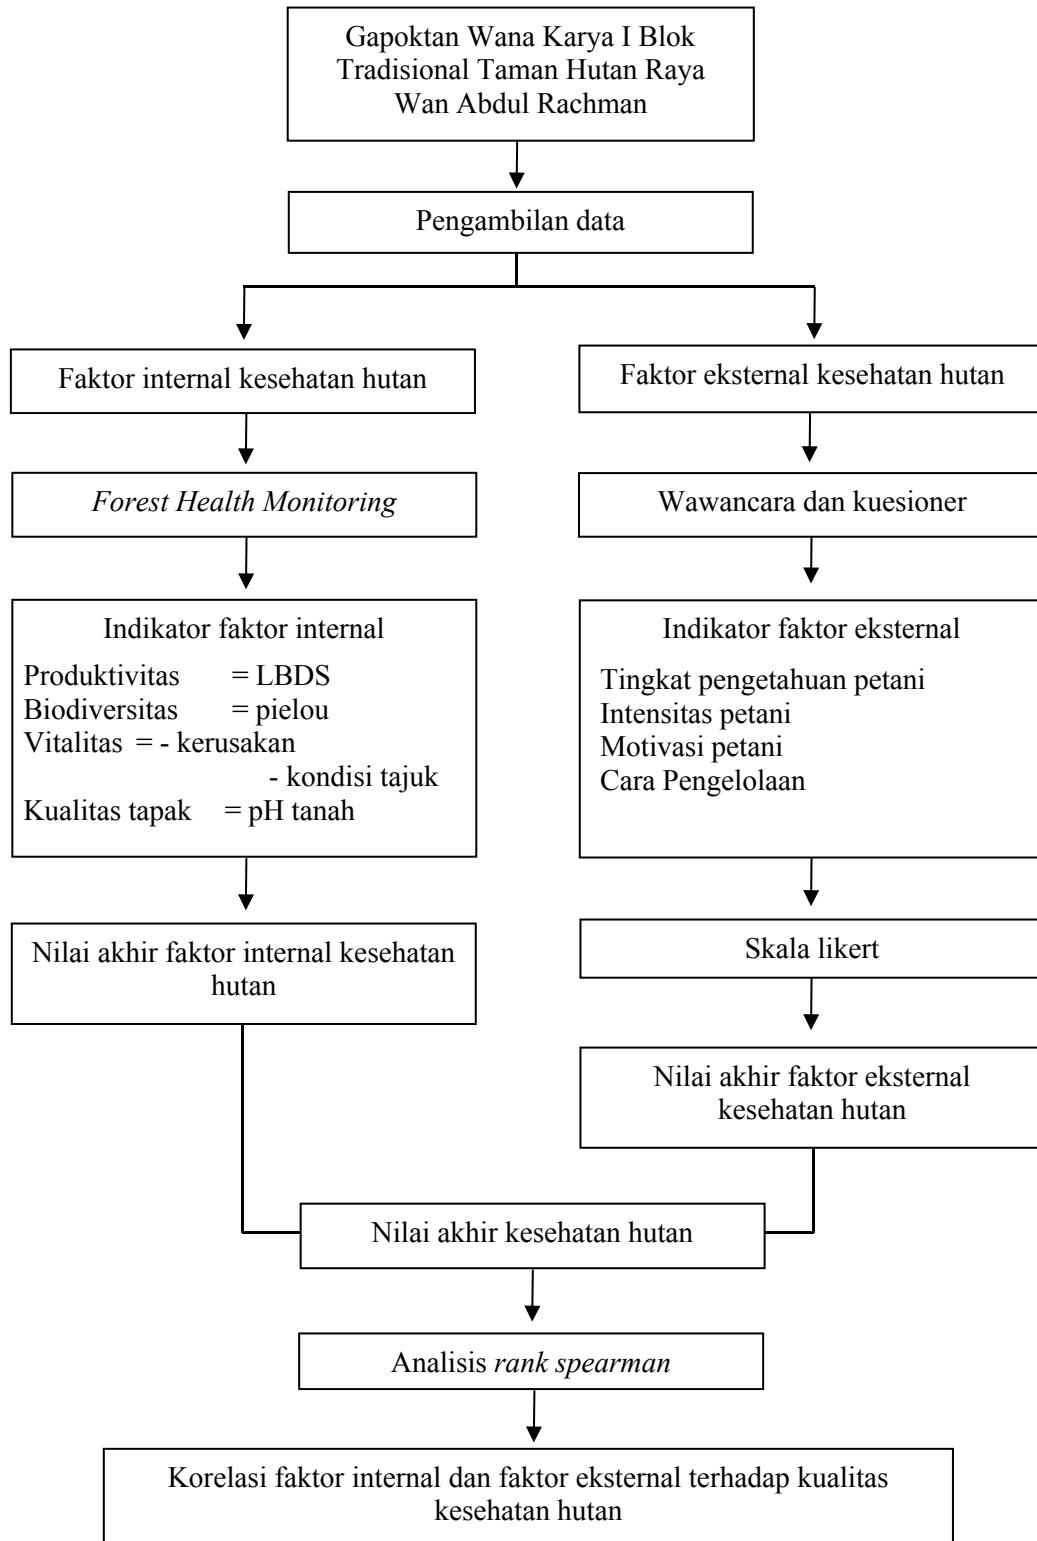 Gapoktan Wana Karya I Blok
Tradisional Taman Hutan Raya
Wan Abdul Rachman
Pengambilan data
Faktor internal kesehatan hutan
Faktor eksternal kesehatan hutan
Forest Health Monitoring
Wawancara dan kuesioner
Indikator faktor internal
Produktivitas = LBDS
Biodiversitas = pielou
Vitalitas = - kerusakan
- kondisi tajuk
Kualitas tapak = pH tanah
Indikator faktor eksternal
Tingkat pengetahuan petani
Intensitas petani
Motivasi petani
Cara Pengelolaan
Nilai akhir faktor internal kesehatan
hutan
Skala likert
Nilai akhir faktor eksternal
kesehatan hutan
Nilai akhir kesehatan hutan
Analisis rank spearman
Korelasi faktor internal dan faktor eksternal terhadap kualitas
kesehatan hutan